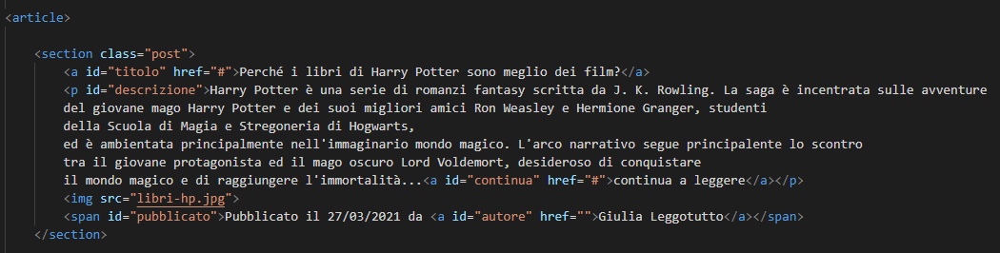 <article>
<section class="post">
<a id="titolo" href="#">Perché i libri di Harry Potter sono meglio dei film?</a>
<p id="descrizione">Harry Potter è una serie di romanzi fantasy scritta da J. K. Rowling. La saga è incentrata sulle avventure
del giovane mago Harry Potter e dei suoi migliori amici Ron Weasley e Hermione Granger, studenti
della Scuola di Magia e Stregoneria di Hogwarts,
ed è ambientata principalmente nell'immaginario mondo magico. L'arco narrativo segue principalente lo scontro
tra il giovane protagonista ed il mago oscuro Lord Voldemort, desideroso di conquistare
il mondo magico e di raggiungere l'immortalità...<a id="continua" href="#">continua a leggere</a></p>
<img src="libri-hp.jpg">
<span id="pubblicato">Pubblicato il 27/03/2021 da <a id="autore" href="">Giulia Leggotutto</a></span>
</section>